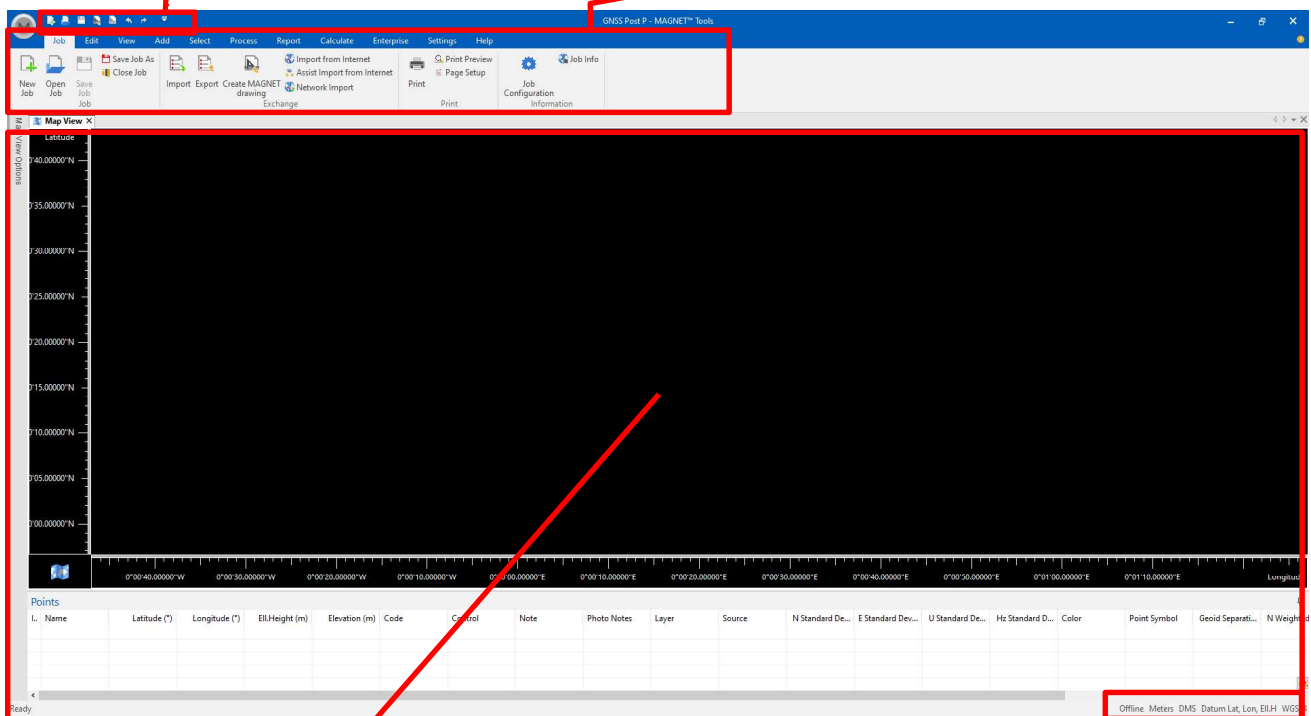 GNSS Post P - MAGNET™ Tools
Job Edit View Add Select Process Report Calculate Enterprise Settings Help
New Job
Open Job
Save Job
Save Job As
Close Job
Job
Import
Export
Create MAGNET drawing
Import from Internet
Assist Import from Internet
Network Import
Exchange
Print
Print Preview
Page Setup
Print
Job Configuration
Job Info
Information
Map View Options
Map View
Latitude
0'40.00000"N
0'35.00000"N
0'30.00000"N
0'25.00000"N
0'20.00000"N
0'15.00000"N
0'10.00000"N
0'05.00000"N
0'00.00000"N
0°00'40.00000"W 0°00'30.00000"W 0°00'20.00000"W 0°00'10.00000"W 0°00'00.00000"E 0°00'10.00000"E 0°00'20.00000"E 0°00'30.00000"E 0°00'40.00000"E 0°00'50.00000"E 0°01'00.00000"E 0°01'10.00000"E
Points
I.. Name Latitude (°) Longitude (°) Ell.Height (m) Elevation (m) Code Control Note Photo Notes Layer Source N Standard De... E Standard Dev... U Standard De... Hz Standard D... Color Point Symbol Geoid Separati... N Weighted
Ready
Offline Meters DMS Datum Lat, Lon, Ell.H